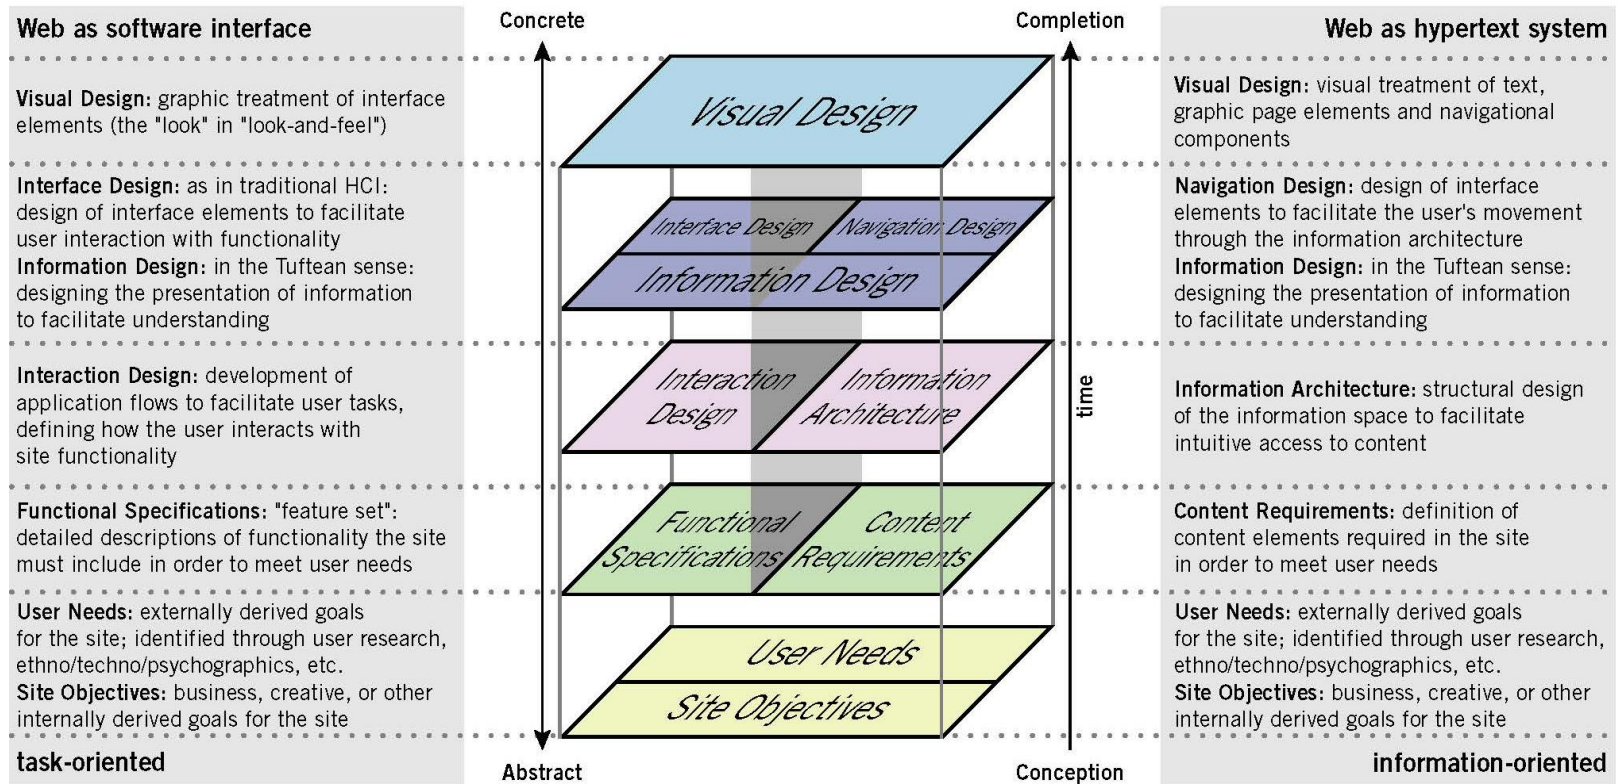 Web as software interface
Visual Design: graphic treatment of interface
elements (the "look" in "look-and-feel")
Interface Design: as in traditional HCI:
design of interface elements to facilitate
user interaction with functionality
Information Design: in the Tuftean sense:
designing the presentation of information
to facilitate understanding
Interaction Design: development of
application flows to facilitate user tasks,
defining how the user interacts with
site functionality
Functional Specifications: "feature set":
detailed descriptions of functionality the site
must include in order to meet user needs
User Needs: externally derived goals
for the site; identified through user research,
ethno/techno/psychographics, etc.
Site Objectives: business, creative, or other
internally derived goals for the site
task-oriented
Concrete
Completion
Visual Design
Interface Design
Navigation Design
Information Design
Interaction
Design
Information
Architecture
time
Functional
Specifications
Content
Requirements
User Needs
Site Objectives
Abstract
Conception
Web as hypertext system
Visual Design: visual treatment of text,
graphic page elements and navigational
components
Navigation Design: design of interface
elements to facilitate the user's movement
through the information architecture
Information Design: in the Tuftean sense:
designing the presentation of information
to facilitate understanding
Information Architecture: structural design
of the information space to facilitate
intuitive access to content
Content Requirements: definition of
content elements required in the site
in order to meet user needs
User Needs: externally derived goals
for the site; identified through user research,
ethno/techno/psychographics, etc.
Site Objectives: business, creative, or other
internally derived goals for the site
information-oriented